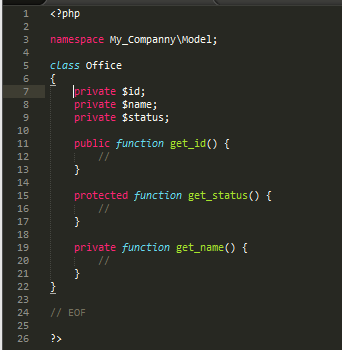 1 <?php
2
3 namespace My_Companny\Model;
4
5 class Office
6 {
7 private $id;
8 private $name;
9 private $status;
10
11 public function get_id() {
12 //
13 }
14
15 protected function get_status() {
16 //
17 }
18
19 private function get_name() {
20 //
21 }
22 }
23
24 // EOF
25
26 ?>